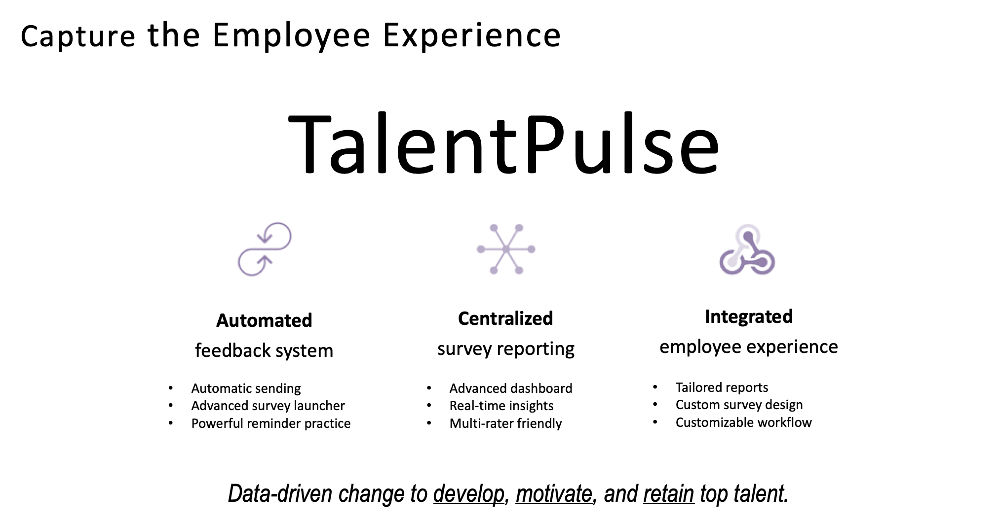 Capture the Employee Experience
TalentPulse
Automated
feedback system
• Automatic sending
• Advanced survey launcher
• Powerful reminder practice
Centralized
survey reporting
• Advanced dashboard
• Real-time insights
• Multi-rater friendly
Integrated
employee experience
• Tailored reports
• Custom survey design
• Customizable workflow
Data-driven change to develop, motivate, and retain top talent.